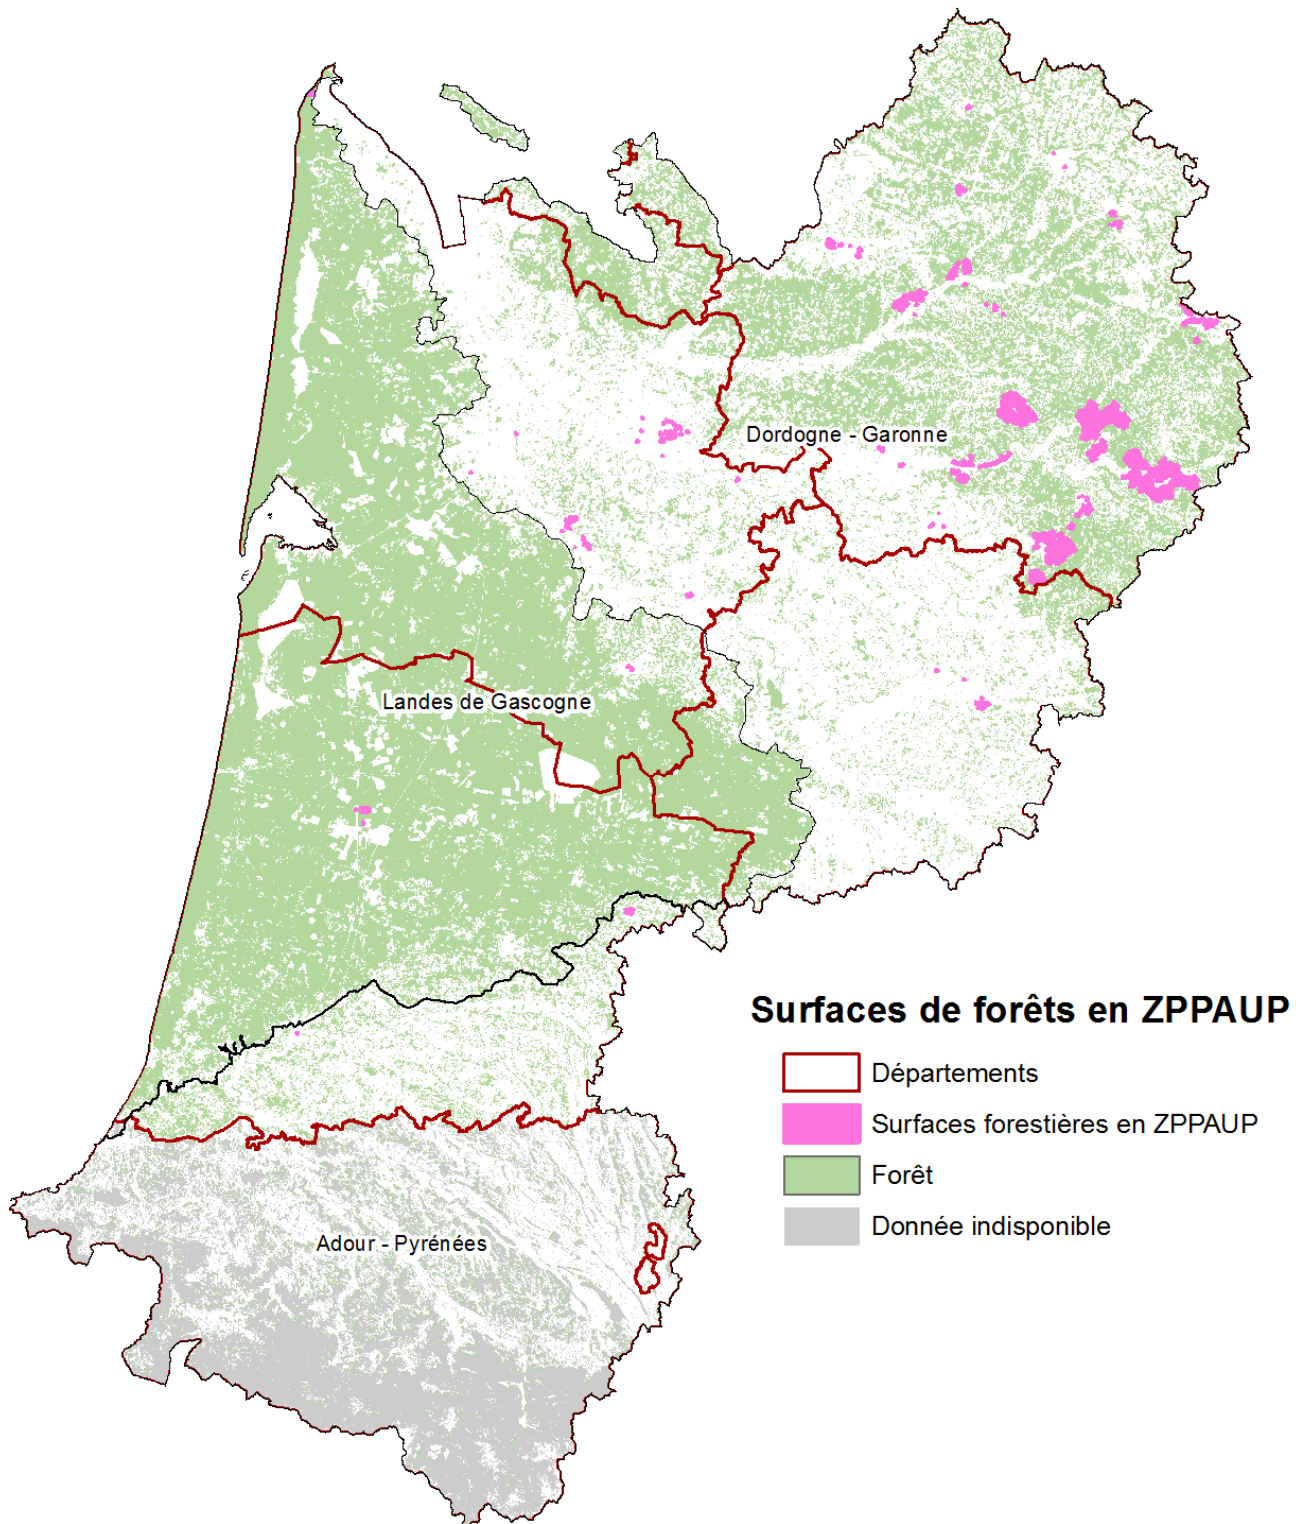 Dordogne - Garonne
Landes de Gascogne
Surfaces de forêts en ZPPAUP
Départements
Surfaces forestières en ZPPAUP
Forêt
Donnée indisponible
Adour - Pyrénées